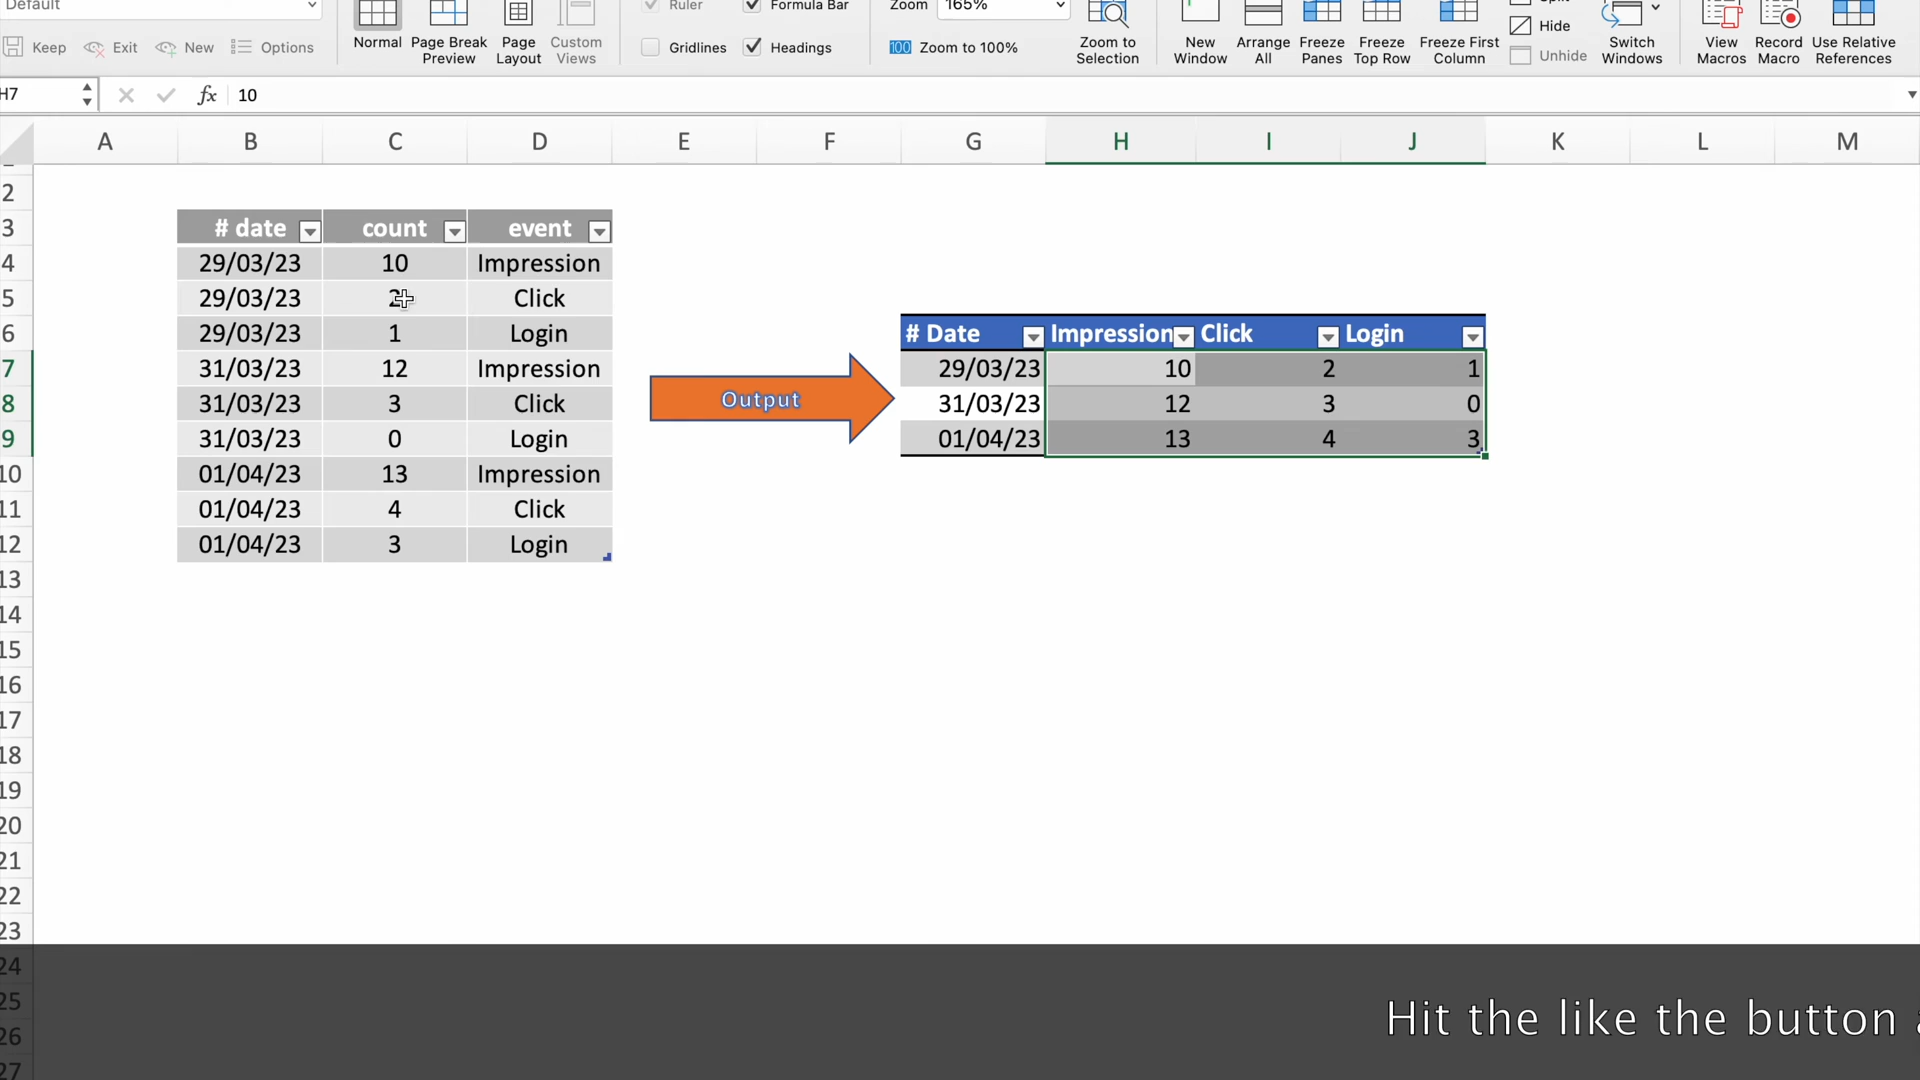 Default
Ruler
Formula Bar
Zoom
165%
Keep
Exit
New
Options
Normal
Page Break
Preview
Page
Layout
Custom
Views
Gridlines
Headings
100 Zoom to 100%
Zoom to
Selection
New
Window
Arrange
All
Freeze
Panes
Freeze
Top Row
Freeze First
Column
Hide
Unhide
Switch
Windows
View
Macros
Record
Macro
Use Relative
References
H7
fx 10
A B C D E F G H I J K L M
2
3 # date count event
4 29/03/23 10 Impression
5 29/03/23 2 Click
6 29/03/23 1 Login # Date Impression Click Login
7 31/03/23 12 Impression 29/03/23 10 2 1
8 31/03/23 3 Click Output 31/03/23 12 3 0
9 31/03/23 0 Login 01/04/23 13 4 3
10 01/04/23 13 Impression
11 01/04/23 4 Click
12 01/04/23 3 Login
13
14
15
16
17
18
19
20
21
22
23
24
25
26
27
Hit the like the button